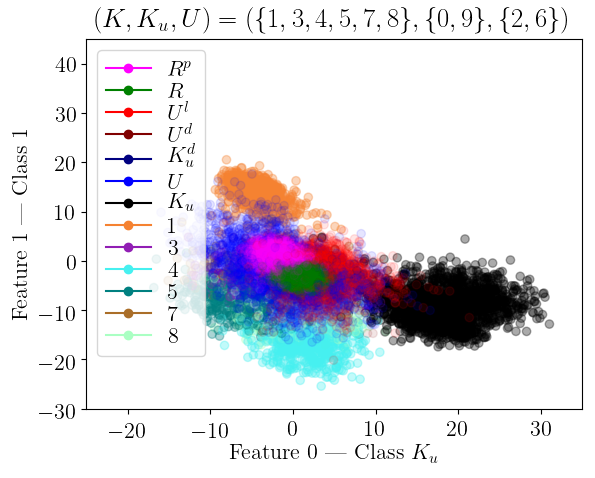 (K, K_u, U) = ({1, 3, 4, 5, 7, 8}, {0, 9}, {2, 6})
Feature 1 — Class 1
40
30
20
10
0
−10
−20
−30
R^p
R
U^l
U^d
K_u^d
U
K_u
1
3
4
5
7
8
−20 −10 0 10 20 30
Feature 0 — Class K_u